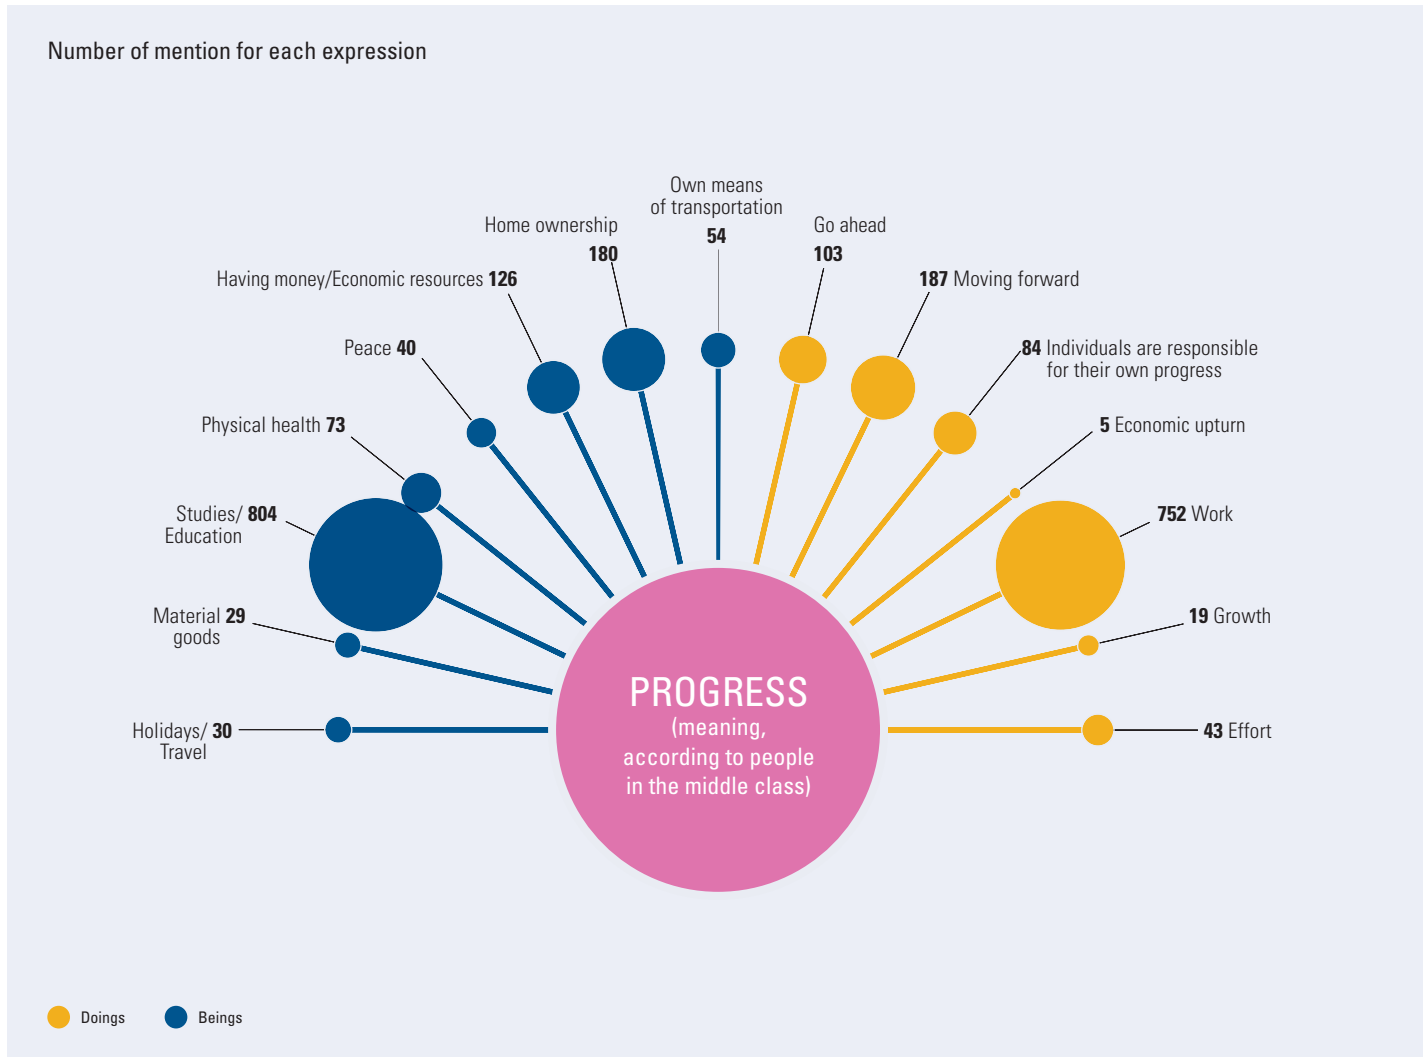 Number of mention for each expression
Own means
of transportation
54
Home ownership
180
Go ahead
103
Having money/Economic resources 126
187 Moving forward
Peace 40
84 Individuals are responsible
for their own progress
Physical health 73
5 Economic upturn
Studies/ 804
Education
752 Work
Material 29
goods
19 Growth
Holidays/ 30
Travel
43 Effort
PROGRESS
(meaning,
according to people
in the middle class)
Doings
Beings